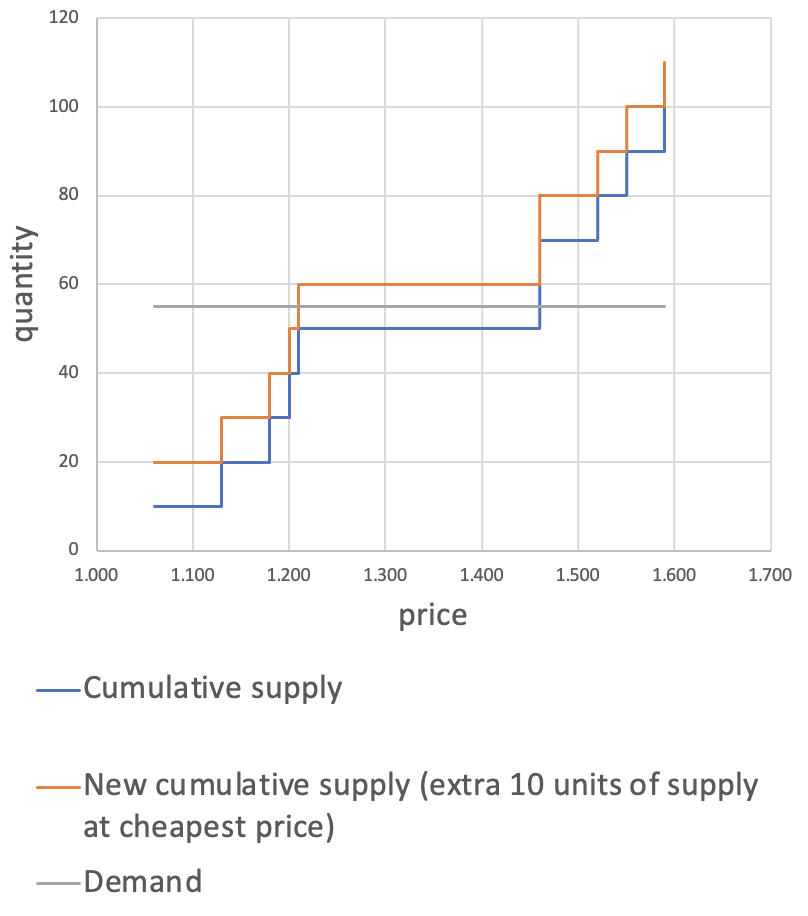 120
100
80
60
40
20
0
quantity
1.000 1.100 1.200 1.300 1.400 1.500 1.600 1.700
price
Cumulative supply
New cumulative supply (extra 10 units of supply
at cheapest price)
Demand